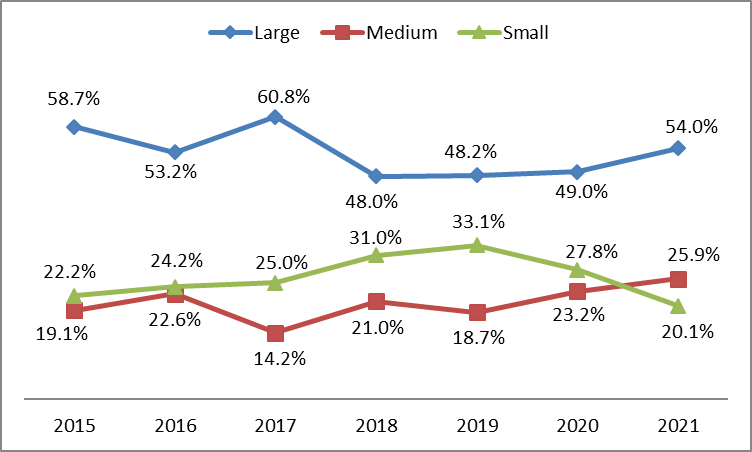 Large Medium Small
58.7% 53.2% 60.8% 48.0% 48.2% 49.0% 54.0%
22.2% 24.2% 25.0% 31.0% 33.1% 27.8% 25.9%
19.1% 22.6% 14.2% 21.0% 18.7% 23.2% 20.1%
2015 2016 2017 2018 2019 2020 2021